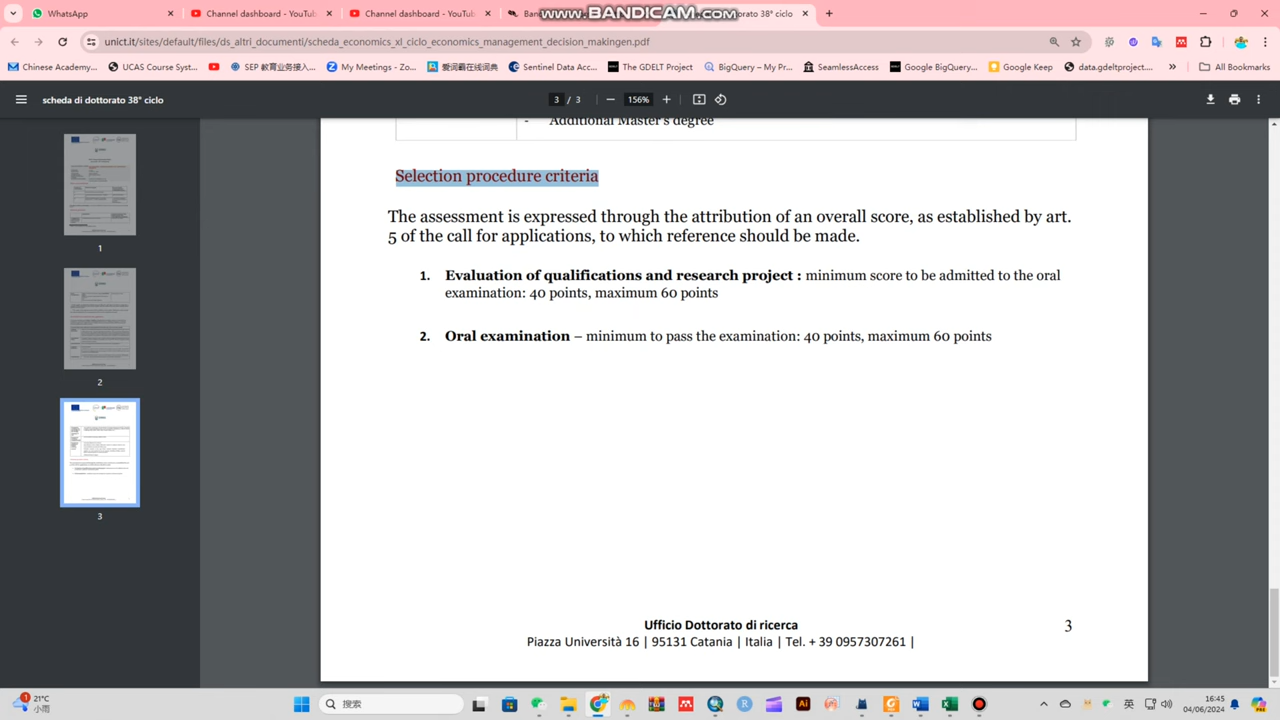 WhatsApp
Channel dashboard - YouTu
Channel dashboard - YouTu
Ban
www.BANDICAM.com
orato 38° ciclo
unict.it/sites/default/files/ds_altri_documenti/scheda_economics_xl_ciclo_economics_management_decision_makingen.pdf
Chinese Academy...
UCAS Course Syst...
SEP 教育业务接入...
My Meetings - Zo...
爱词霸在线词典
Sentinel Data Acc...
The GDELT Project
BigQuery – My Pr...
SeamlessAccess
Google BigQuery...
Google Keep
data.gdeltproject....
»
All Bookmarks
scheda di dottorato 38° ciclo
3 / 3
156%
- Additional Master's degree
Selection procedure criteria
The assessment is expressed through the attribution of an overall score, as established by art.
5 of the call for applications, to which reference should be made.
1. Evaluation of qualifications and research project : minimum score to be admitted to the oral
examination: 40 points, maximum 60 points
2. Oral examination – minimum to pass the examination: 40 points, maximum 60 points
Ufficio Dottorato di ricerca
Piazza Università 16 | 95131 Catania | Italia | Tel. + 39 0957307261 |
3
1
2
3
1
21°C
小雨
搜索
英
16:45
04/06/2024